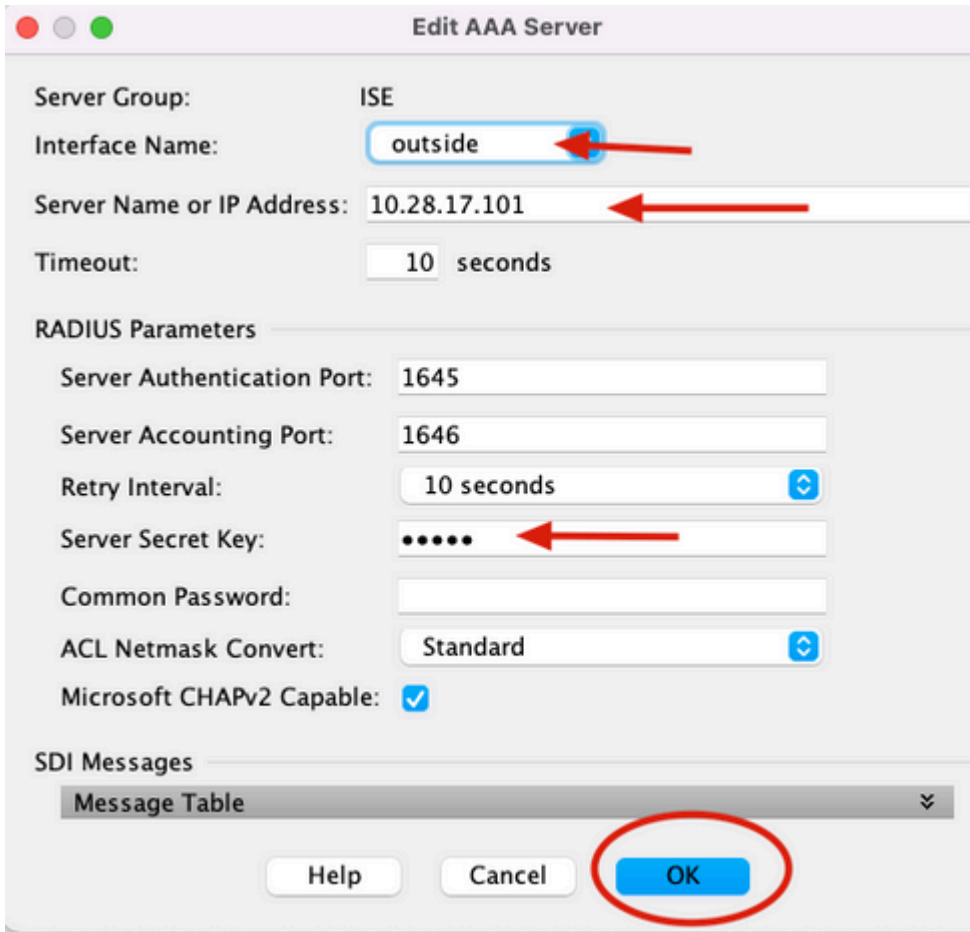 Edit AAA Server
Server Group: ISE
Interface Name: outside
Server Name or IP Address: 10.28.17.101
Timeout: 10 seconds
RADIUS Parameters
Server Authentication Port: 1645
Server Accounting Port: 1646
Retry Interval: 10 seconds
Server Secret Key: •••••
Common Password:
ACL Netmask Convert: Standard
Microsoft CHAPv2 Capable:
SDI Messages
Message Table
Help Cancel OK